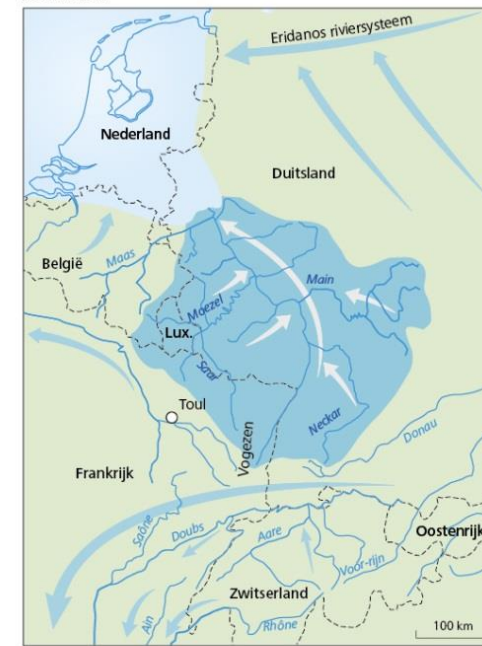 Eridanos riviersysteem
Nederland
Duitsland
België
Maas
Main
Moezel
Lux.
Saar
Toul
Vogezen
Neckar
Donau
Frankrijk
Saône
Doubs
Aare
Oostenrijk
Voor-rijn
Zwitserland
Ain
Rhône
100 km